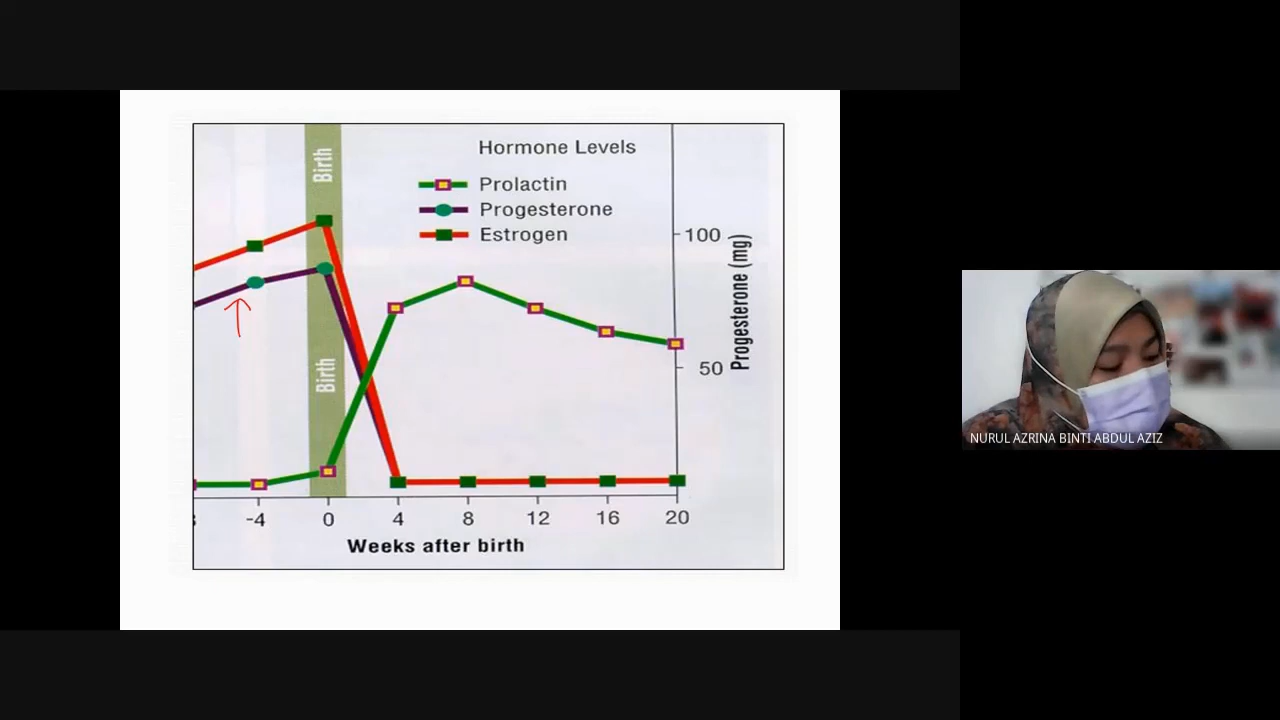 Birth
Hormone Levels
Prolactin
Progesterone
Estrogen
100
50
Progesterone (mg)
Birth
-4 0 4 8 12 16 20
Weeks after birth
NURUL AZRINA BINTI ABDUL AZIZ